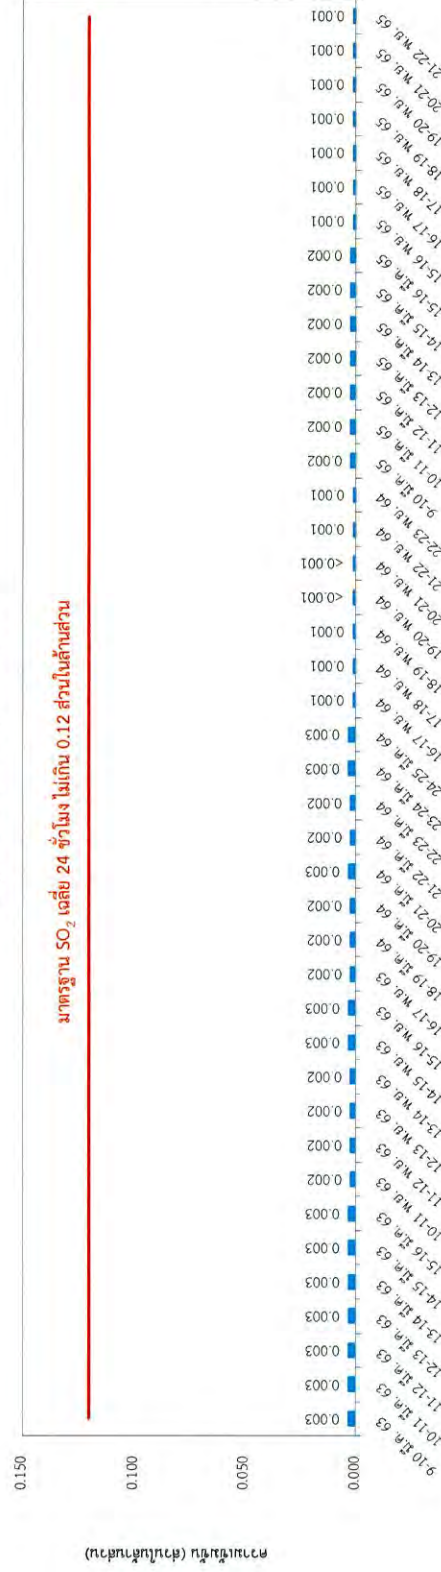 ความเข้มข้น (ส่วนในล้านส่วน)
0.150
0.100
0.050
0.000
มาตรฐาน SO₂ เฉลี่ย 24 ชั่วโมง ไม่เกิน 0.12 ส่วนในล้านส่วน
0.003
0.003
0.003
0.003
0.003
0.003
0.003
0.002
0.002
0.002
0.002
0.003
0.003
0.002
0.002
0.002
0.003
0.002
0.002
0.003
0.003
0.001
0.001
0.001
<0.001
<0.001
0.001
0.001
0.002
0.002
0.002
0.002
0.002
0.002
0.002
0.001
0.001
0.001
0.001
0.001
0.001
0.001
9-10 มี.ค. 63
10-11 มี.ค. 63
11-12 มี.ค. 63
12-13 มี.ค. 63
13-14 มี.ค. 63
14-15 มี.ค. 63
15-16 มี.ค. 63
10-11 พ.ย. 63
11-12 พ.ย. 63
12-13 พ.ย. 63
13-14 พ.ย. 63
14-15 พ.ย. 63
15-16 พ.ย. 63
16-17 พ.ย. 63
18-19 มี.ค. 64
19-20 มี.ค. 64
20-21 มี.ค. 64
21-22 มี.ค. 64
22-23 มี.ค. 64
23-24 มี.ค. 64
24-25 มี.ค. 64
16-17 พ.ย. 64
17-18 พ.ย. 64
18-19 พ.ย. 64
19-20 พ.ย. 64
20-21 พ.ย. 64
21-22 พ.ย. 64
22-23 พ.ย. 64
9-10 มี.ค. 65
10-11 มี.ค. 65
11-12 มี.ค. 65
12-13 มี.ค. 65
13-14 มี.ค. 65
14-15 มี.ค. 65
15-16 มี.ค. 65
15-16 พ.ย. 65
16-17 พ.ย. 65
17-18 พ.ย. 65
18-19 พ.ย. 65
19-20 พ.ย. 65
20-21 พ.ย. 65
21-22 พ.ย. 65